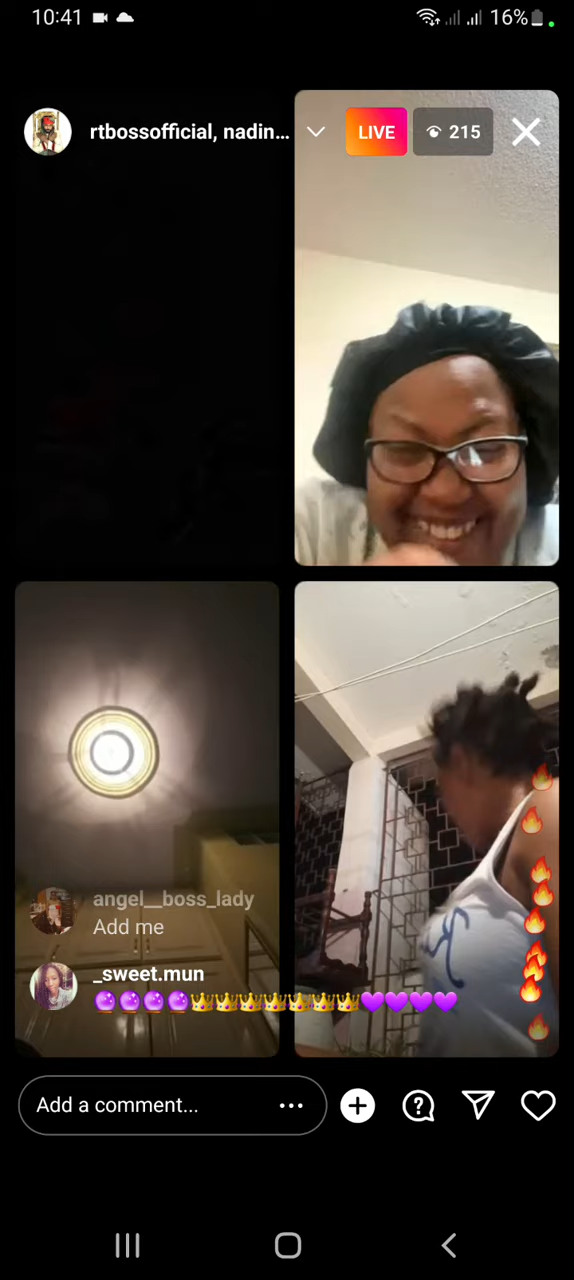 10:41
16%
rtbossofficial, nadin...
LIVE
215
angel__boss_lady
Add me
_sweet.mun
🔮🔮🔮🔮👑👑👑👑👑👑👑💜💜💜💜
Add a comment...